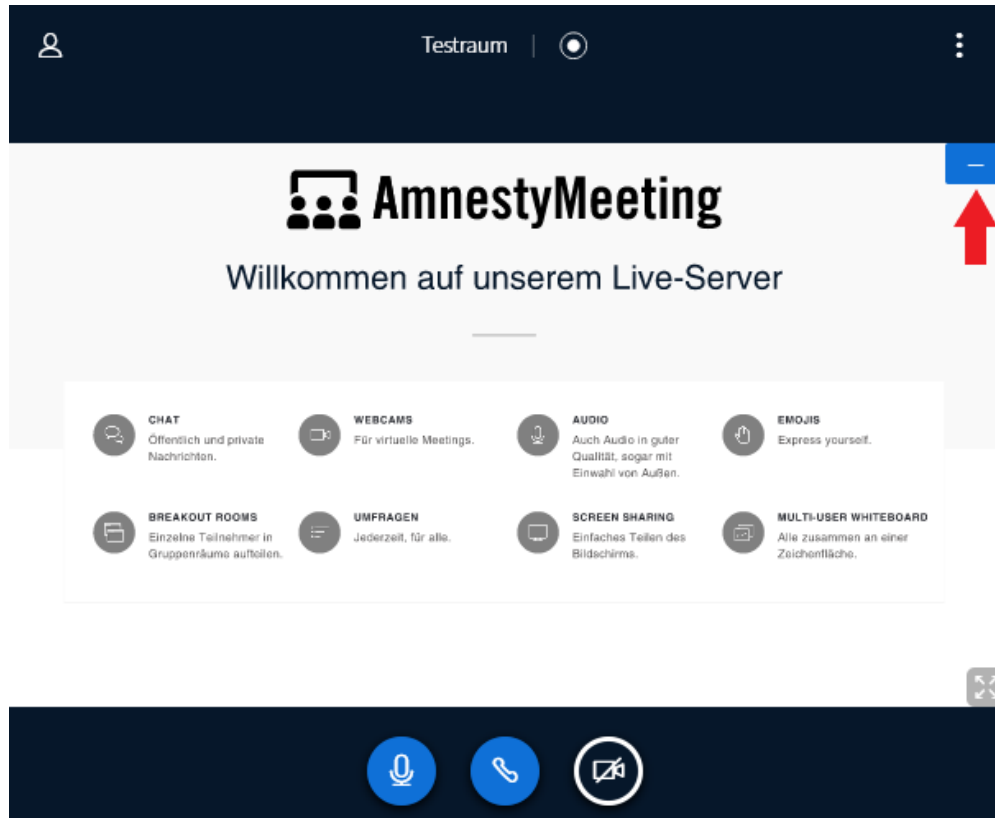 Testraum
AmnestyMeeting
Willkommen auf unserem Live-Server
CHAT
Öffentlich und private
Nachrichten.
WEBCAMS
Für virtuelle Meetings.
AUDIO
Auch Audio in guter
Qualität, sogar mit
Einwahl von Außen.
EMOJIS
Express yourself.
BREAKOUT ROOMS
Einzelne Teilnehmer in
Gruppenräume aufteilen.
UMFRAGEN
Jederzeit, für alle.
SCREEN SHARING
Einfaches Teilen des
Bildschirms.
MULTI-USER WHITEBOARD
Alle zusammen an einer
Zeichenfläche.